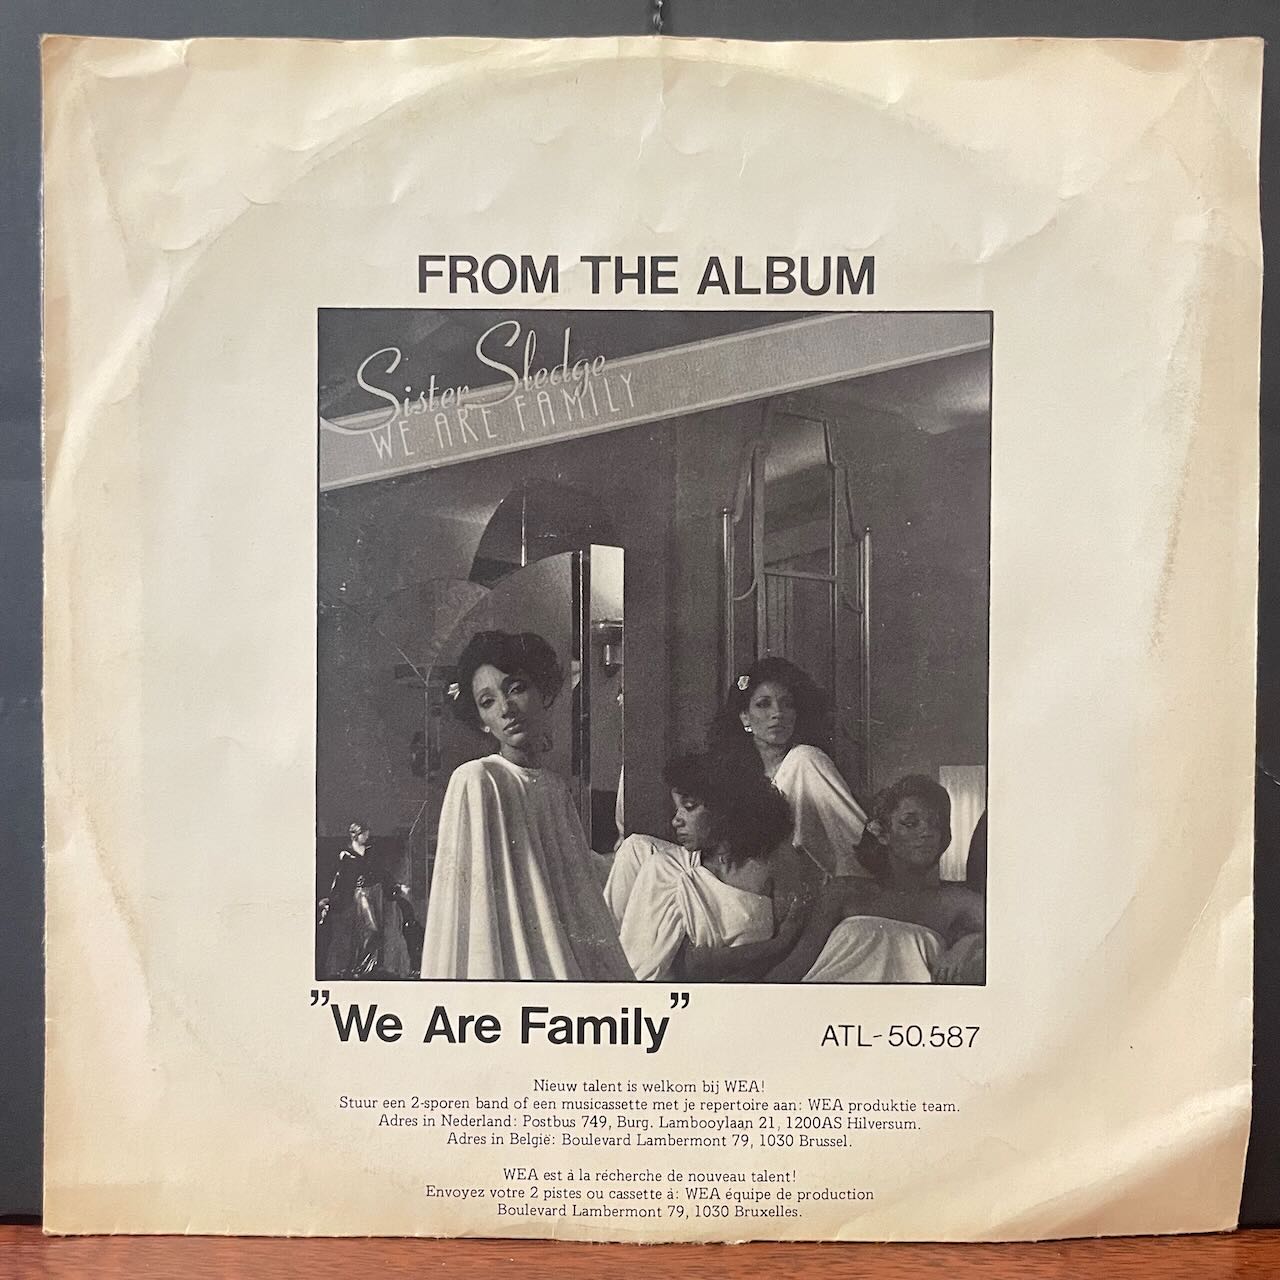 FROM THE ALBUM
Sister Sledge
WE ARE FAMILY
"We Are Family"
ATL-50.587
Nieuw talent is welkom bij WEA!
Stuur een 2-sporen band of een musicassette met je repertoire aan: WEA produktie team.
Adres in Nederland: Postbus 749, Burg. Lambooylaan 21, 1200AS Hilversum.
Adres in België: Boulevard Lambermont 79, 1030 Brussel.
WEA est à la récherche de nouveau talent!
Envoyez votre 2 pistes ou cassette à: WEA équipe de production
Boulevard Lambermont 79, 1030 Bruxelles.